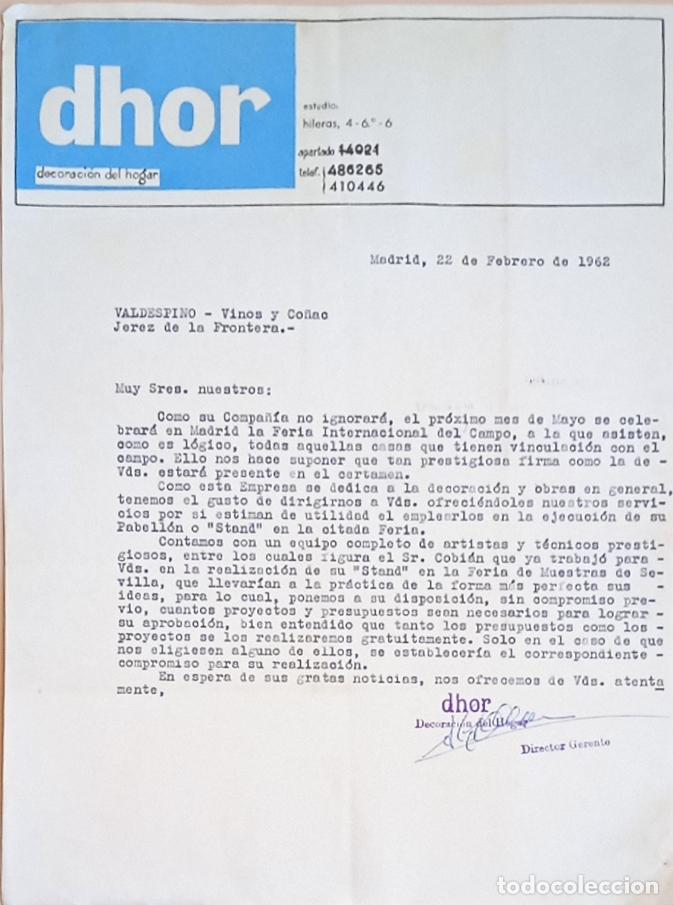 dhor
decoración del hogar
estudio:
hileras, 4-6.º-6
apartado 14021
telef. 486265
410446
Madrid, 22 de Febrero de 1962
VALDESPINO - Vinos y Coñac
Jerez de la Frontera.-
Muy Sres. nuestros:
Como su Compañía no ignorará, el próximo mes de Mayo se cele-
brará en Madrid la Feria Internacional del Campo, a la que asisten,
como es lógico, todas aquellas casas que tienen vinculación con el
campo. Ello nos hace suponer que tan prestigiosa firma como la de -
Vds. estará presente en el certamen.
Como esta Empresa se dedica a la decoración y obras en general,
tenemos el gusto de dirigirnos a Vds. ofreciéndoles nuestros servi-
cios por si estiman de utilidad el emplearlos en la ejecución de su
Pabellón o "Stand" en la citada Feria.
Contamos con un equipo completo de artistas y técnicos presti-
giosos, entre los cuales figura el Sr. Cobián que ya trabajó para -
Vds. en la realización de su "Stand" en la Feria de Muestras de Se-
villa, que llevarían a la práctica de la forma más perfecta sus -
ideas, para lo cual, ponemos a su disposición, sin compromiso pre-
vio, cuantos proyectos y presupuestos sean necesarios para lograr -
su aprobación, bien entendido que tanto los presupuestos como los -
proyectos se los realizaremos gratuitamente. Solo en el caso de que
nos eligiesen alguno de ellos, se establecería el correspondiente -
compromiso para su realización.
En espera de sus gratas noticias, nos ofrecemos de Vds. atenta
mente,
dhor
Decoración del Hogar
Director Gerente
todocoleccion